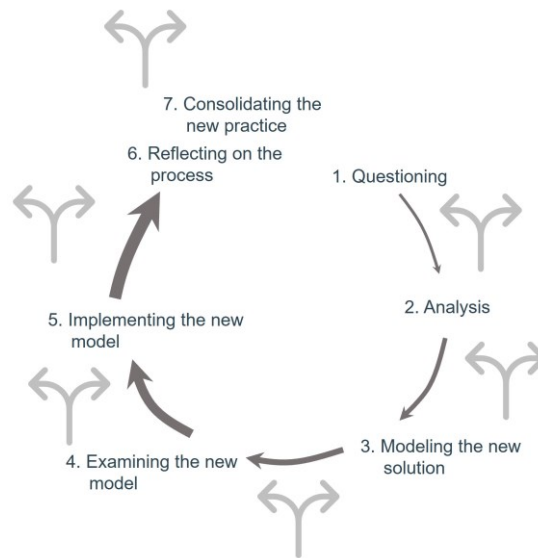 1. Questioning
2. Analysis
3. Modeling the new
solution
4. Examining the new
model
5. Implementing the new
model
6. Reflecting on the
process
7. Consolidating the
new practice